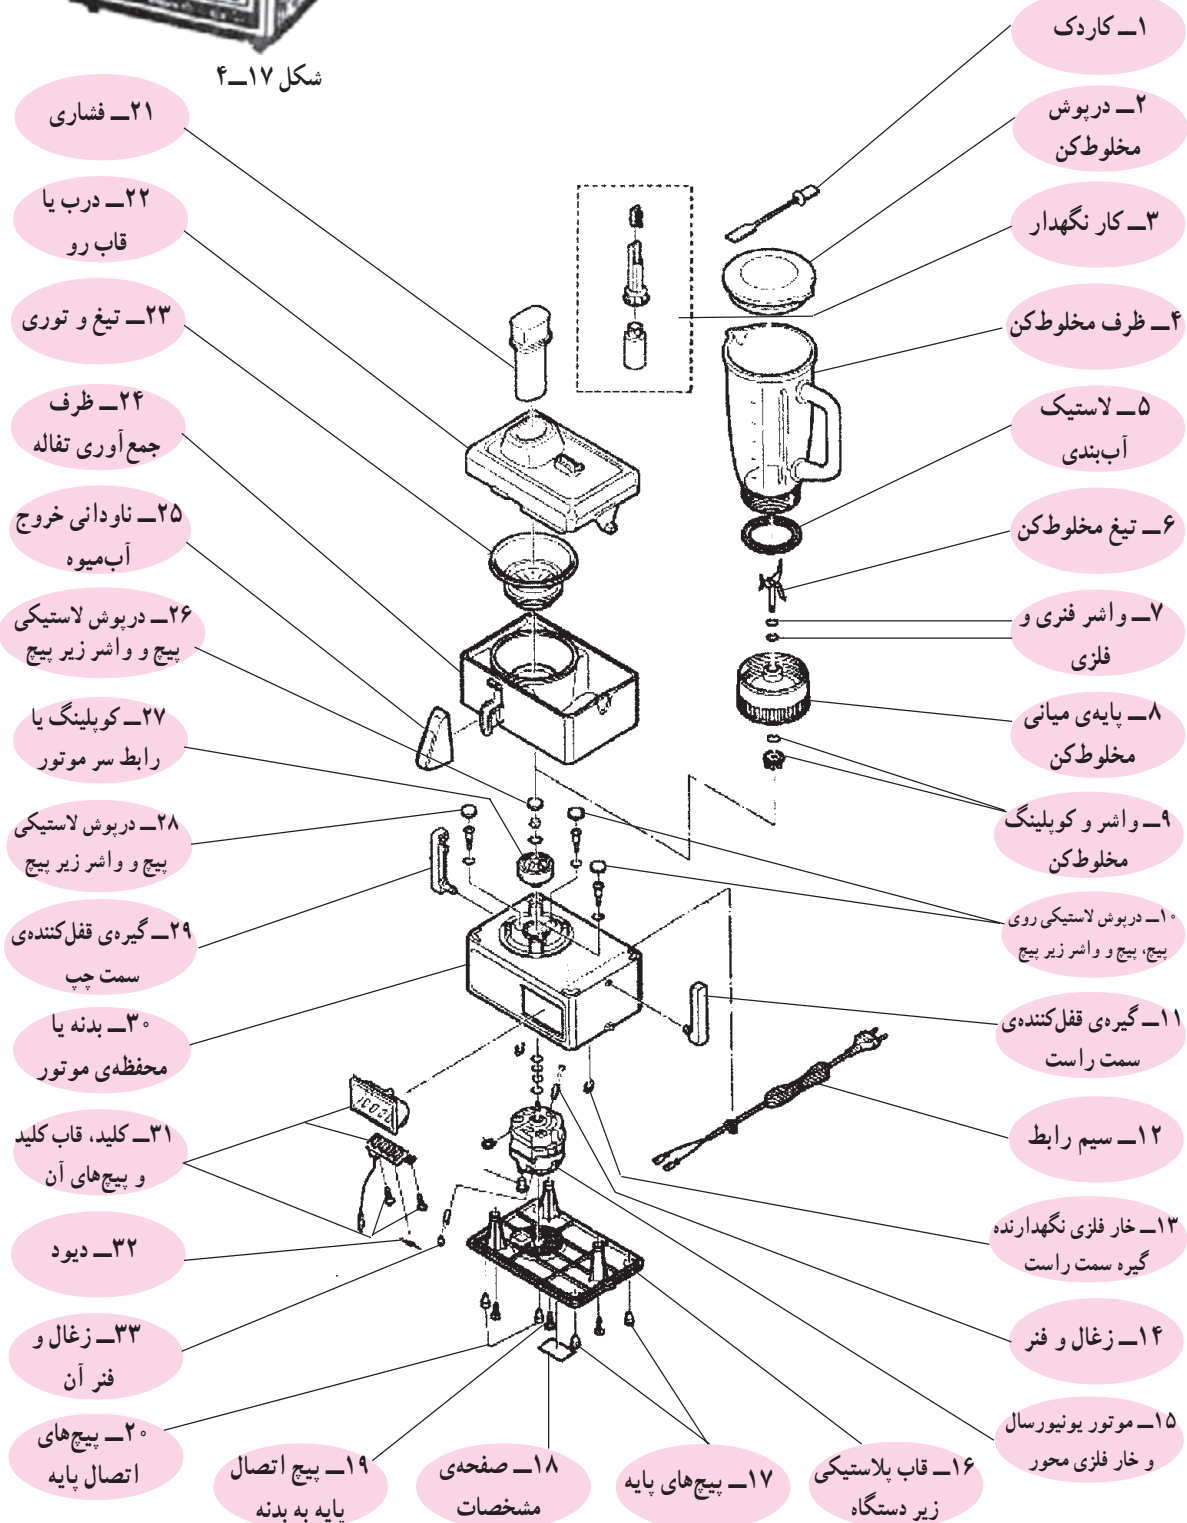 شکل ۱۷ــ۴
۱ــ کاردک
۲ــ درپوش
مخلوط‌کن
۳ــ کار نگهدار
۴ــ ظرف مخلوط‌کن
۵ــ لاستیک
آب‌بندی
۶ــ تیغ مخلوط‌کن
۷ــ واشر فنری و
فلزی
۸ــ پایه‌ی میانی
مخلوط‌کن
۹ــ واشر و کوپلینگ
مخلوط‌کن
۱۰ــ درپوش لاستیکی روی
پیچ، پیچ و واشر زیر پیچ
۱۱ــ گیره‌ی قفل‌کننده‌ی
سمت راست
۱۲ــ سیم رابط
۱۳ــ خار فلزی نگهدارنده
گیره سمت راست
۱۴ــ زغال و فنر
۱۵ــ موتور یونیورسال
و خار فلزی محور
۱۶ــ قاب پلاستیکی
زیر دستگاه
۱۷ــ پیچ‌های پایه
۱۸ــ صفحه‌ی
مشخصات
۱۹ــ پیچ اتصال
پایه به بدنه
۲۰ــ پیچ‌های
اتصال پایه
۲۱ــ فشاری
۲۲ــ درب یا
قاب رو
۲۳ــ تیغ و توری
۲۴ــ ظرف
جمع‌آوری تفاله
۲۵ــ ناودانی خروج
آب‌میوه
۲۶ــ درپوش لاستیکی
پیچ و واشر زیر پیچ
۲۷ــ کوپلینگ یا
رابط سر موتور
۲۸ــ درپوش لاستیکی
پیچ و واشر زیر پیچ
۲۹ــ گیره‌ی قفل‌کننده‌ی
سمت چپ
۳۰ــ بدنه یا
محفظه‌ی موتور
۳۱ــ کلید، قاب کلید
و پیچ‌های آن
۳۲ــ دیود
۳۳ــ زغال و
فنر آن